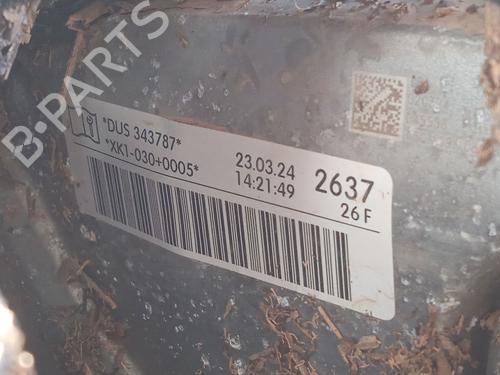 B-PARTS
*DUS 343787*
*XK1-030+0005*
23.03.24
14:21:49
2637
26 F